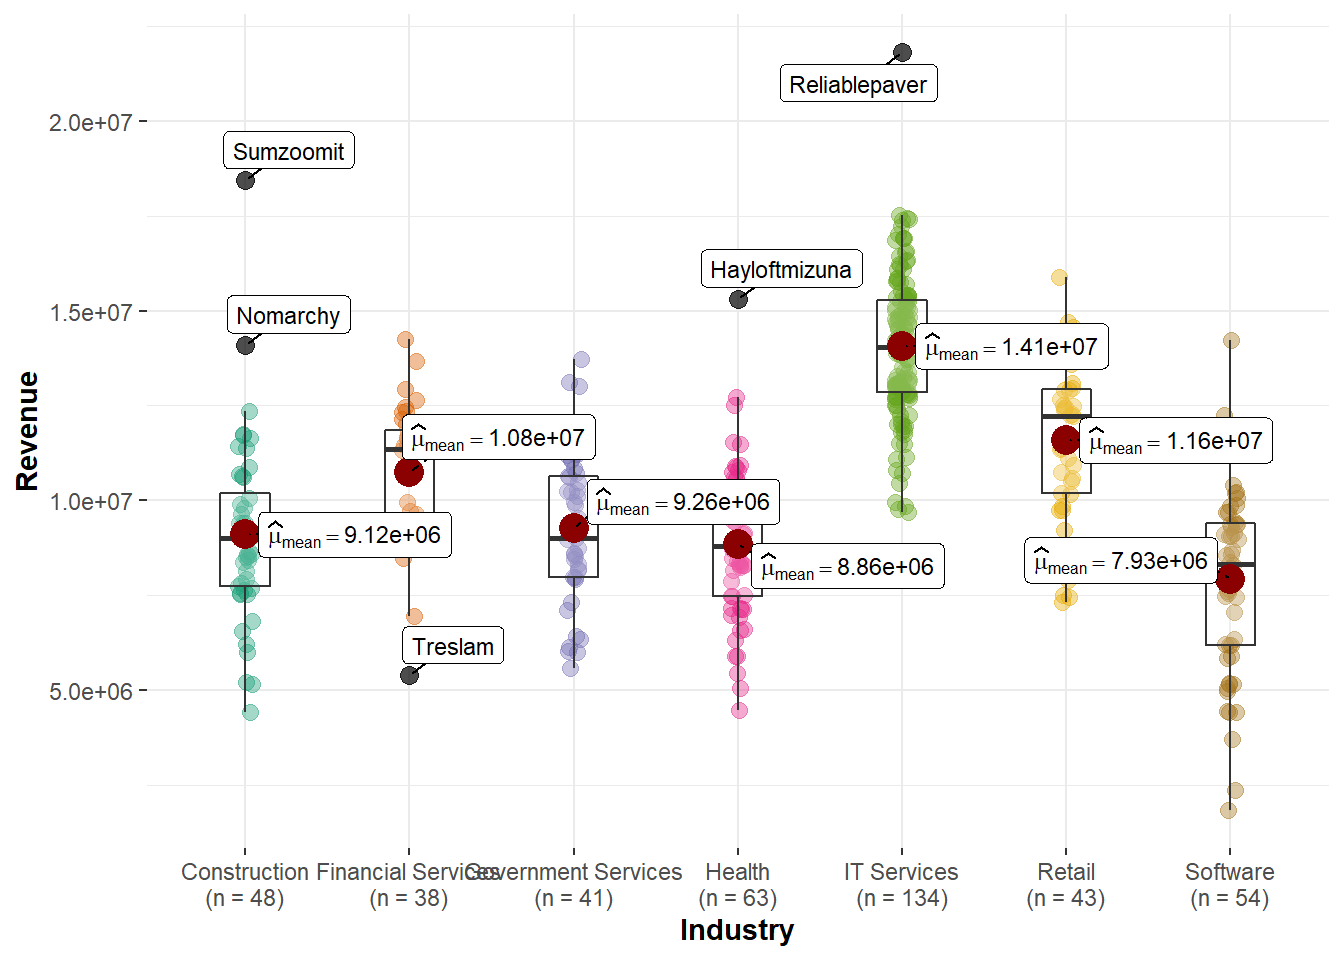 Revenue
2.0e+07
1.5e+07
1.0e+07
5.0e+06
Reliablepaver
Sumzoomit
Hayloftmizuna
Nomarchy
μ̂mean = 1.41e+07
μ̂mean = 1.08e+07
μ̂mean = 1.16e+07
μ̂mean = 9.26e+06
μ̂mean = 9.12e+06
μ̂mean = 8.86e+06
μ̂mean = 7.93e+06
Treslam
Construction Financial Services Government Services Health IT Services Retail Software
(n = 48) (n = 38) (n = 41) (n = 63) (n = 134) (n = 43) (n = 54)
Industry